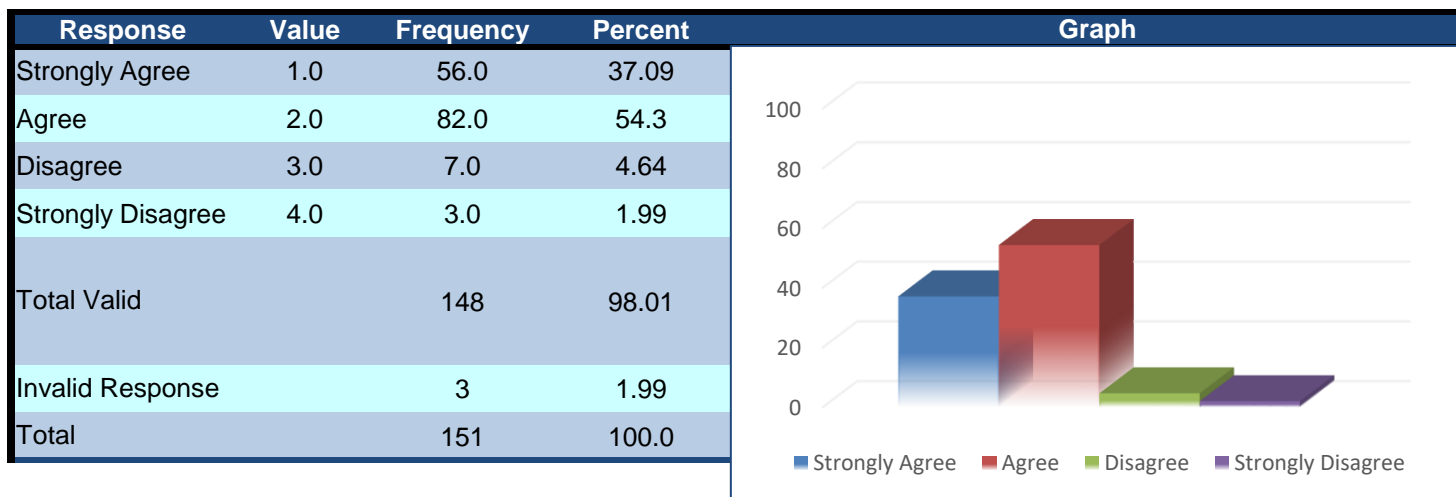 Response Value Frequency Percent Graph
Strongly Agree 1.0 56.0 37.09
Agree 2.0 82.0 54.3
Disagree 3.0 7.0 4.64
Strongly Disagree 4.0 3.0 1.99
Total Valid 148 98.01
Invalid Response 3 1.99
Total 151 100.0
100
80
60
40
20
0
Strongly Agree Agree Disagree Strongly Disagree